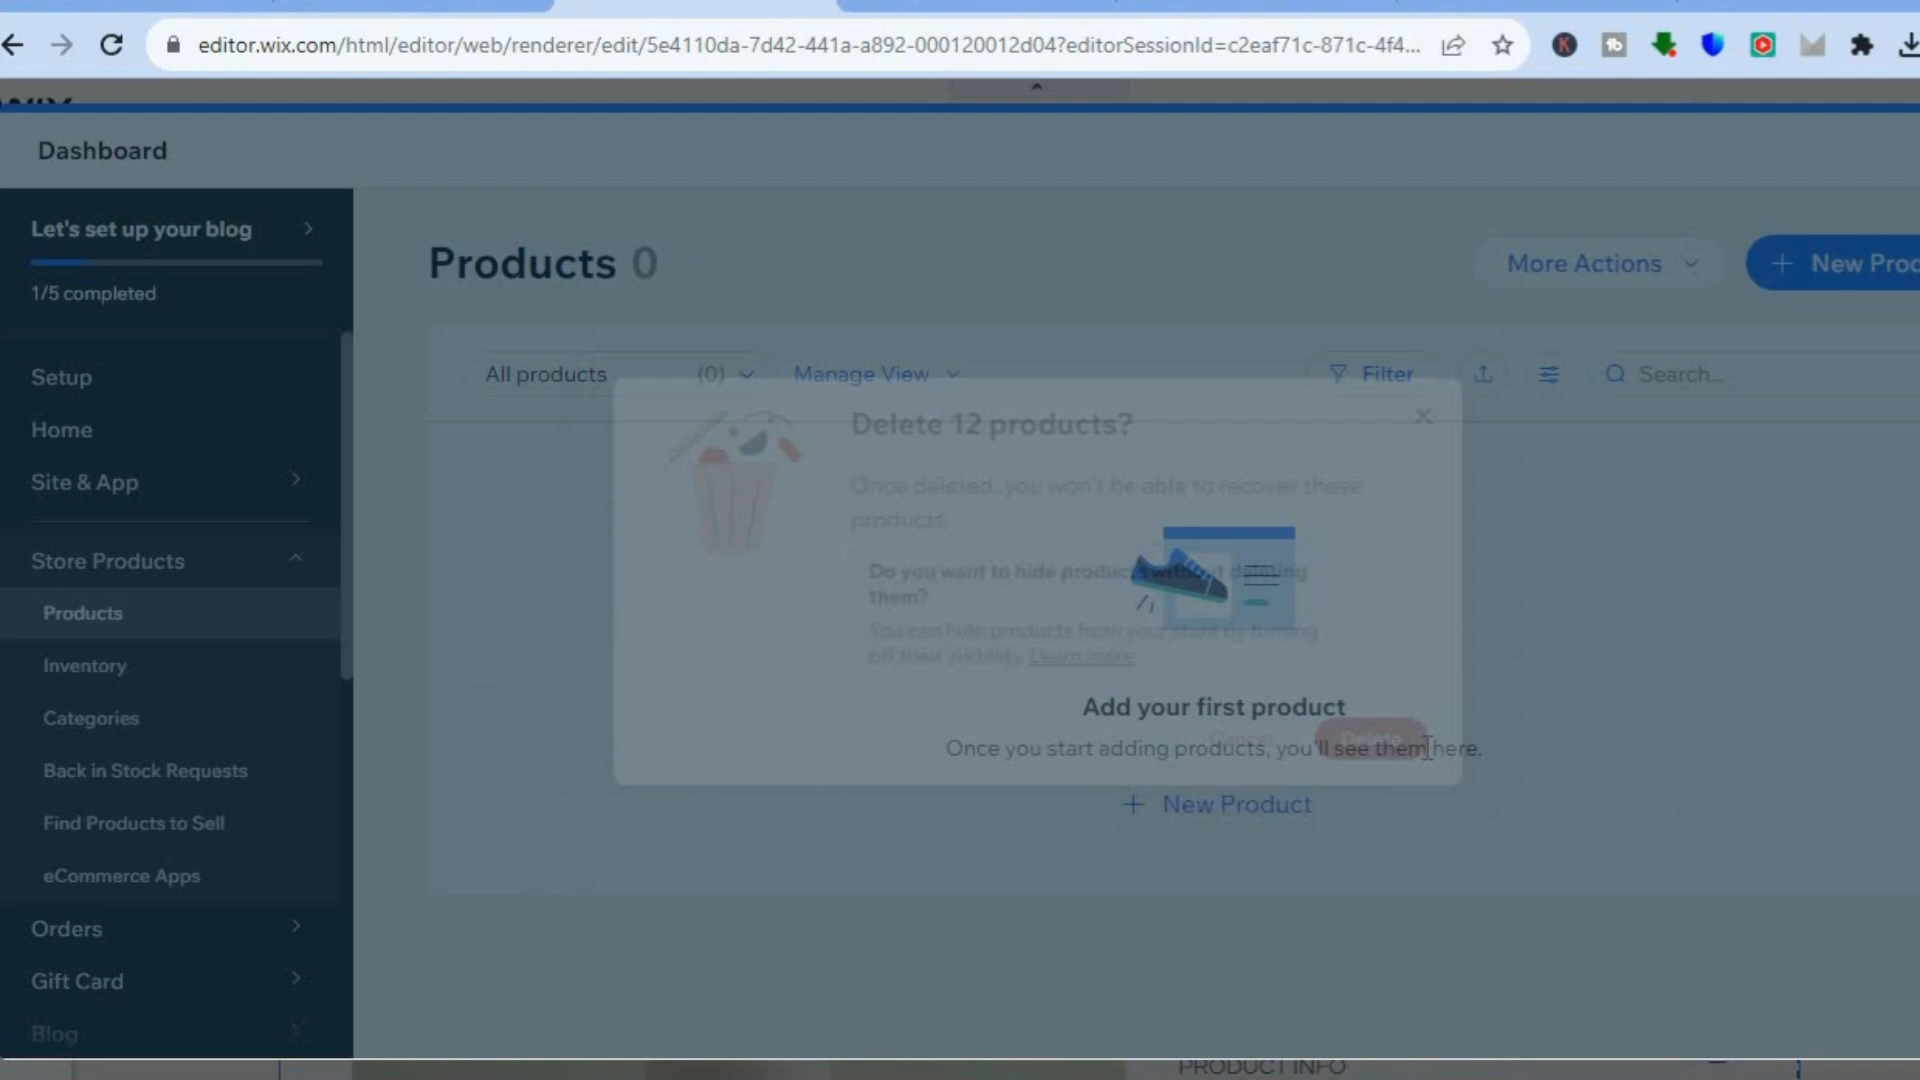 editor.wix.com/html/editor/web/renderer/edit/5e4110da-7d42-441a-a892-000120012d04?editorSessionId=c2eaf71c-871c-4f4...
Dashboard
Let's set up your blog
1/5 completed
Setup
Home
Site & App
Store Products
Products
Inventory
Categories
Back in Stock Requests
Find Products to Sell
eCommerce Apps
Orders
Gift Card
Blog
Products 0
More Actions
+ New Prod
All products (0)
Manage View
Filter
Search...
Delete 12 products?
Once deleted, you won't be able to recover these
products.
Do you want to hide products without deleting
them?
You can hide products from your store by turning
off their visibility. Learn more
Cancel
Delete
Add your first product
Once you start adding products, you'll see them here.
+ New Product
PRODUCT INFO